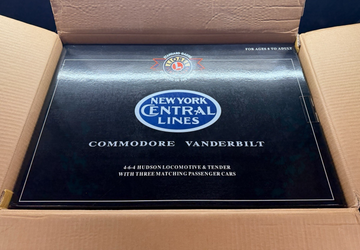 FOR AGES 8 TO ADULT
LIONEL
NEW YORK
CENTRAL
LINES
COMMODORE VANDERBILT
4-6-4 HUDSON LOCOMOTIVE & TENDER
WITH THREE MATCHING PASSENGER CARS